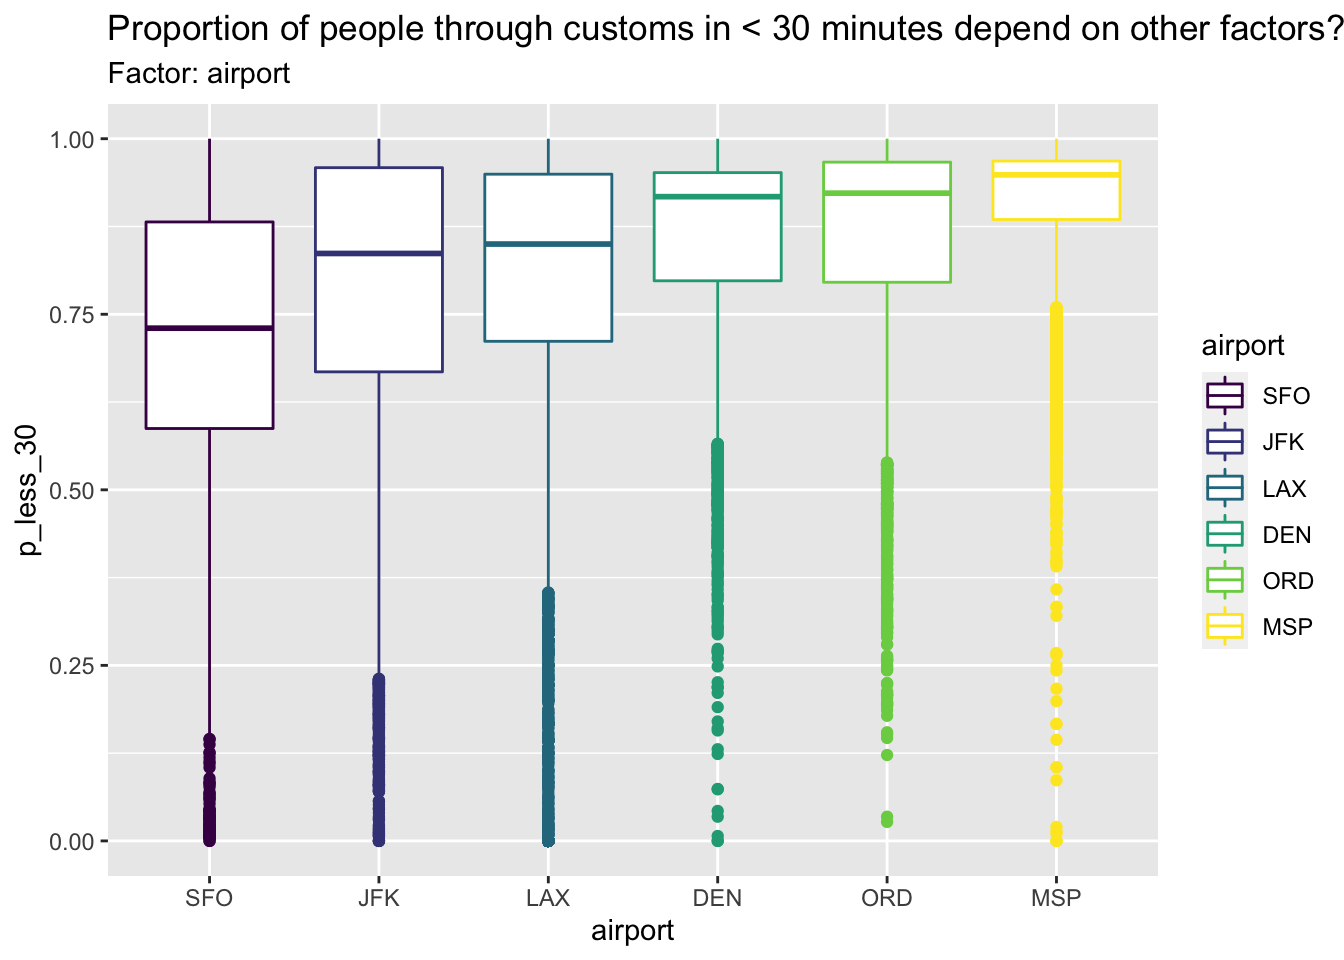 Proportion of people through customs in < 30 minutes depend on other factors?
Factor: airport
1.00
0.75
0.50
0.25
0.00
p_less_30
SFO JFK LAX DEN ORD MSP
airport
airport
SFO
JFK
LAX
DEN
ORD
MSP